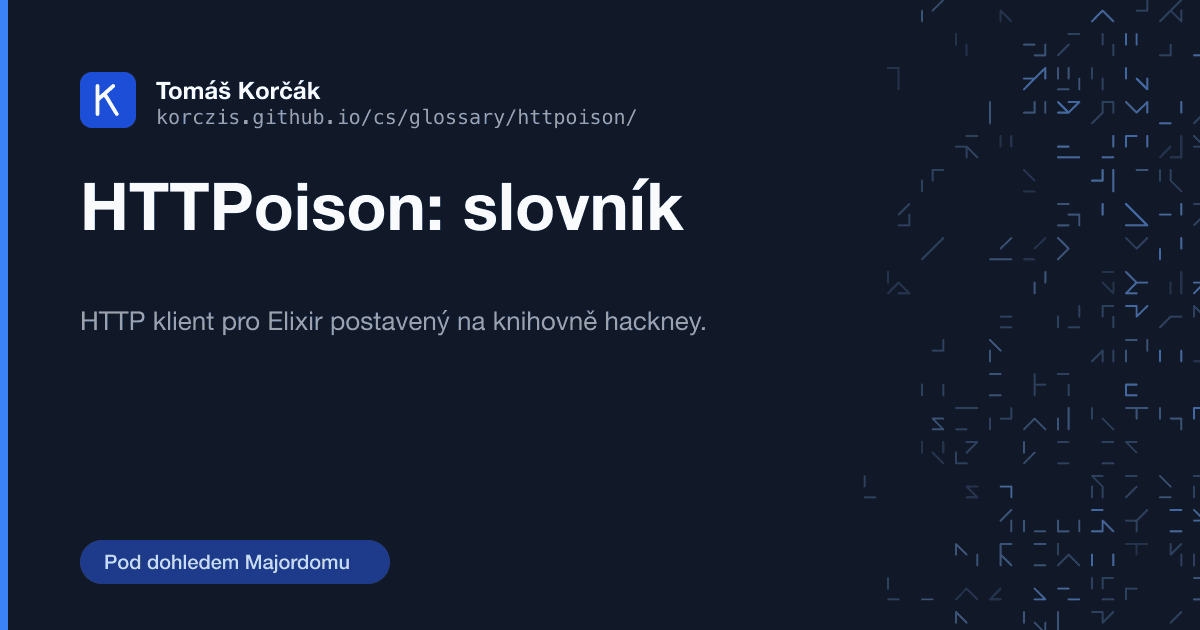 K
Tomáš Korčák
korczis.github.io/cs/glossary/httpoison/
HTTPoison: slovník
HTTP klient pro Elixir postavený na knihovně hackney.
Pod dohledem Majordomu